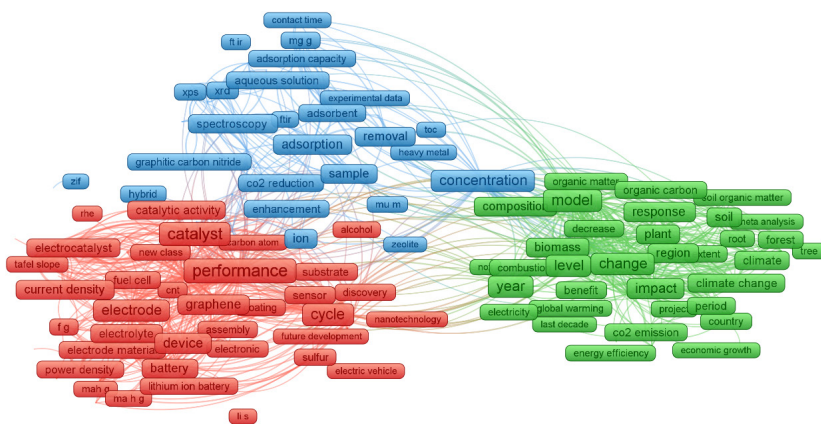 contact time
ft ir
mg g
adsorption capacity
aqueous solution
xps
xrd
experimental data
adsorbent
ftir
spectroscopy
toc
removal
adsorption
heavy metal
graphitic carbon nitride
sample
zif
co2 reduction
concentration
hybrid
enhancement
mu m
ion
zeolite
organic matter
organic carbon
soil organic matter
composition
model
response
soil
meta analysis
decrease
plant
root
forest
biomass
region
extent
tree
level
change
climate
combustion
year
benefit
impact
climate change
electricity
global warming
project
period
last decade
country
co2 emission
energy efficiency
economic growth
rhe
catalytic activity
catalyst
carbon atom
alcohol
electrocatalyst
new class
tafel slope
performance
substrate
fuel cell
current density
cnt
sensor
discovery
graphene
electrode
cycle
nanotechnology
f g
electrolyte
assembly
future development
device
electrode material
electronic
sulfur
power density
battery
electric vehicle
mah g
lithium ion battery
ma h g
li s